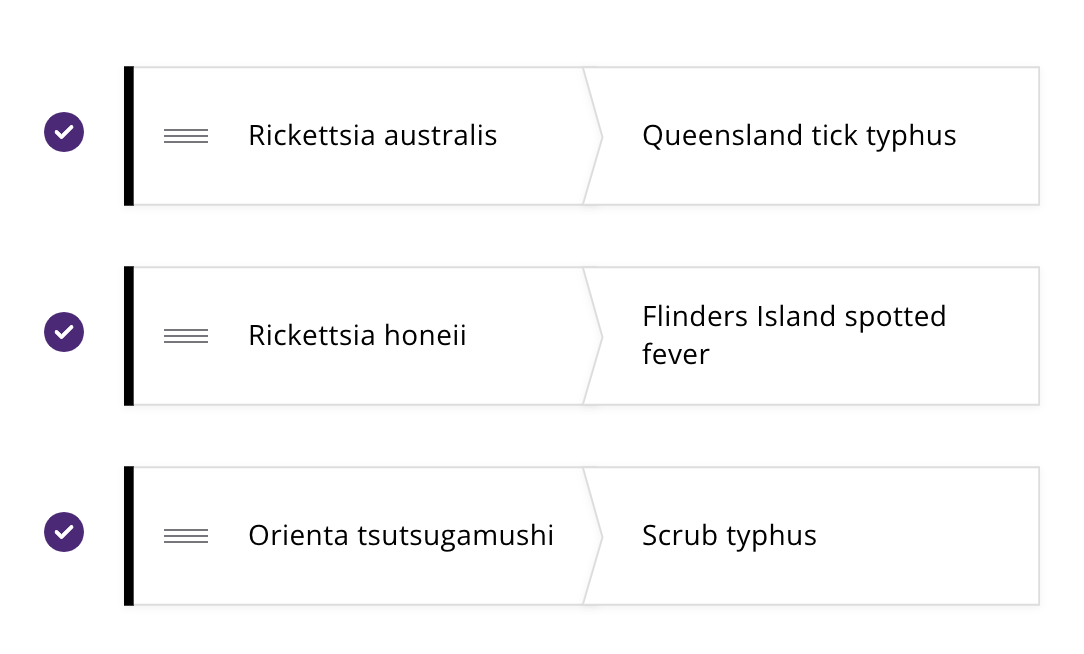 Rickettsia australis
Queensland tick typhus
Rickettsia honeii
Flinders Island spotted
fever
Orienta tsutsugamushi
Scrub typhus